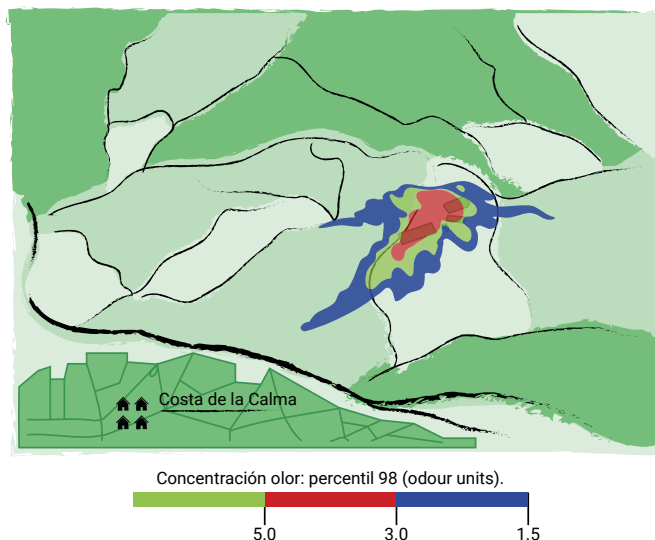 Costa de la Calma
Concentración olor: percentil 98 (odour units).
5.0 3.0 1.5